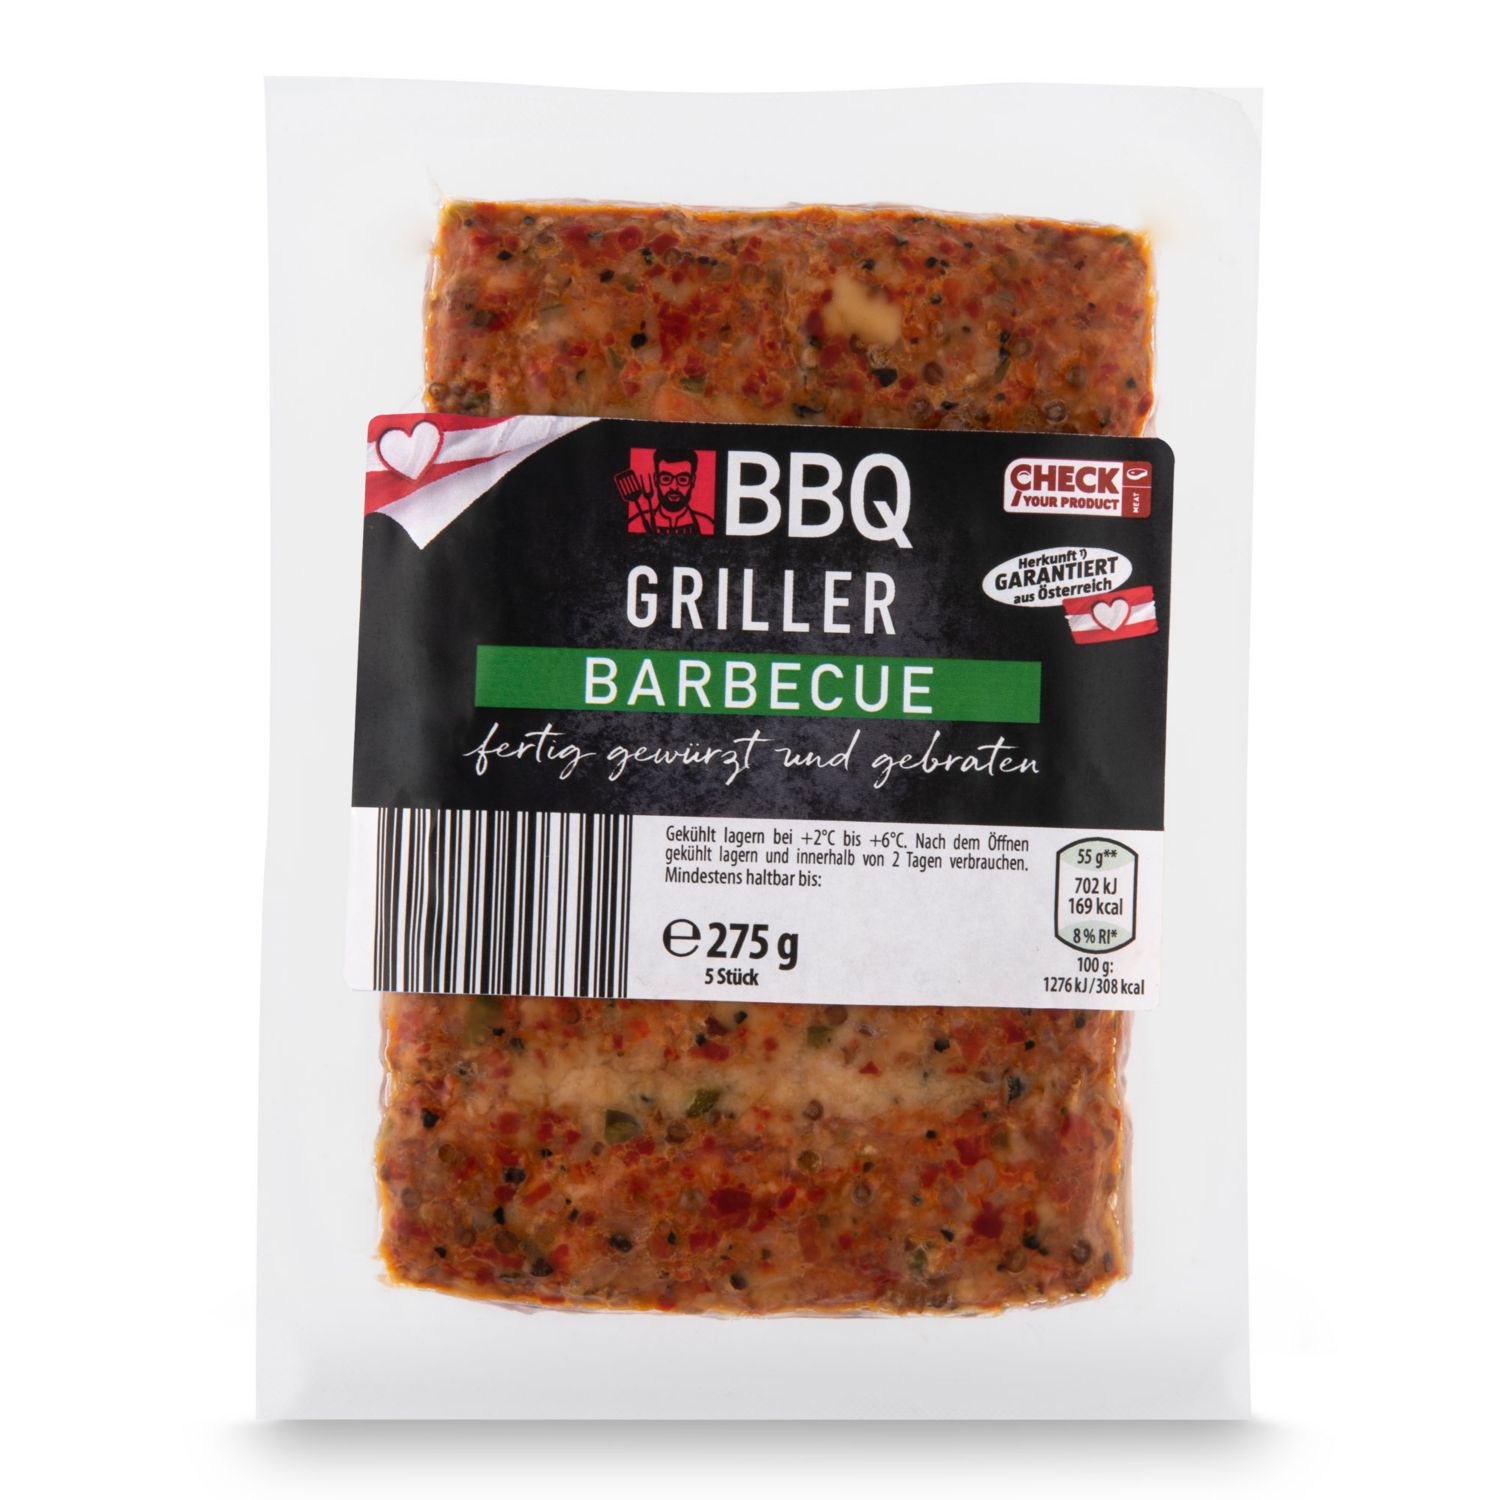 BBQ
GRILLER
BARBECUE
fertig gewürzt und gebraten
CHECK
YOUR PRODUCT
MEAT
Herkunft 1)
GARANTIERT
aus Österreich
Gekühlt lagern bei +2°C bis +6°C. Nach dem Öffnen
gekühlt lagern und innerhalb von 2 Tagen verbrauchen.
Mindestens haltbar bis:
℮ 275 g
5 Stück
55 g**
702 kJ
169 kcal
8 % RI*
100 g:
1276 kJ/308 kcal